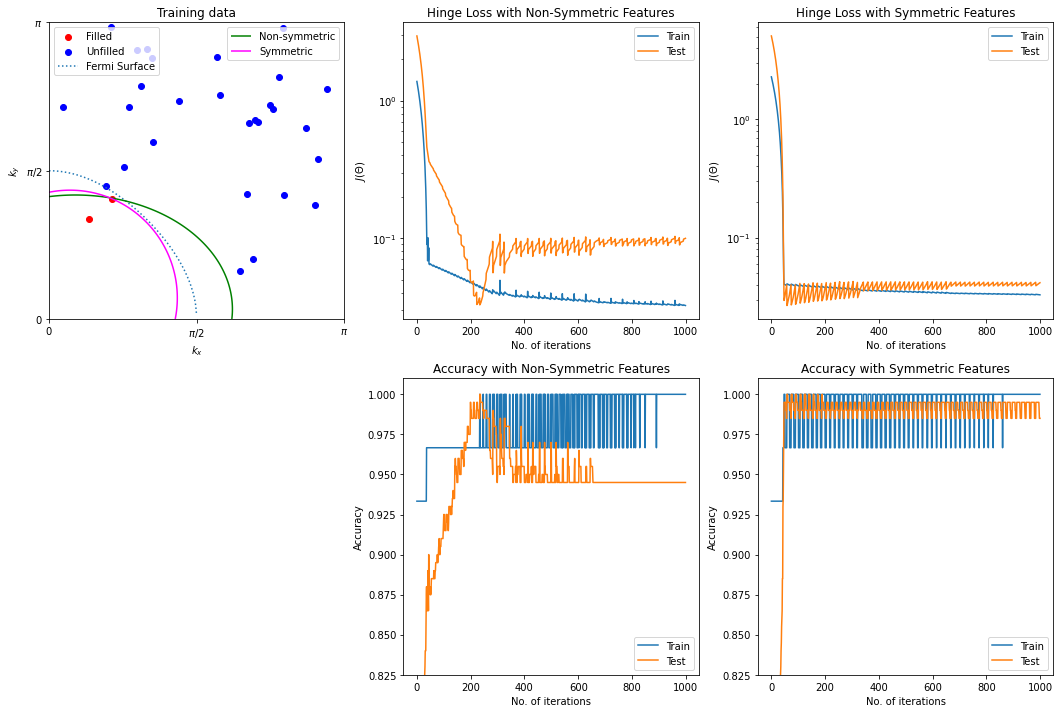 Training data
π
Filled
Unfilled
Fermi Surface
Non-symmetric
Symmetric
k_y
π/2
0
0
π/2
π
k_x
Hinge Loss with Non-Symmetric Features
Train
Test
J(Θ)
10⁰
10⁻¹
0
200
400
600
800
1000
No. of iterations
Hinge Loss with Symmetric Features
Train
Test
J(Θ)
10⁰
10⁻¹
0
200
400
600
800
1000
No. of iterations
Accuracy with Non-Symmetric Features
1.000
0.975
0.950
0.925
0.900
0.875
0.850
0.825
Accuracy
Train
Test
0
200
400
600
800
1000
No. of iterations
Accuracy with Symmetric Features
1.000
0.975
0.950
0.925
0.900
0.875
0.850
0.825
Accuracy
Train
Test
0
200
400
600
800
1000
No. of iterations